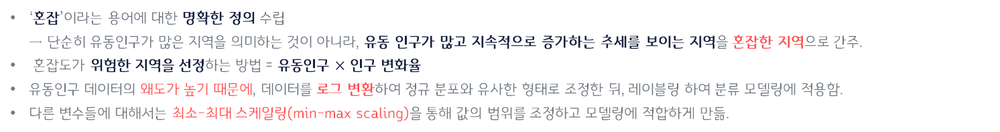 • ‘혼잡’이라는 용어에 대한 명확한 정의 수립
→ 단순히 유동인구가 많은 지역을 의미하는 것이 아니라, 유동 인구가 많고 지속적으로 증가하는 추세를 보이는 지역을 혼잡한 지역으로 간주.
• 혼잡도가 위험한 지역을 선정하는 방법 = 유동인구 × 인구 변화율
• 유동인구 데이터의 왜도가 높기 때문에, 데이터를 로그 변환하여 정규 분포와 유사한 형태로 조정한 뒤, 레이블링 하여 분류 모델링에 적용함.
• 다른 변수들에 대해서는 최소-최대 스케일링(min-max scaling)을 통해 값의 범위를 조정하고 모델링에 적합하게 만듦.